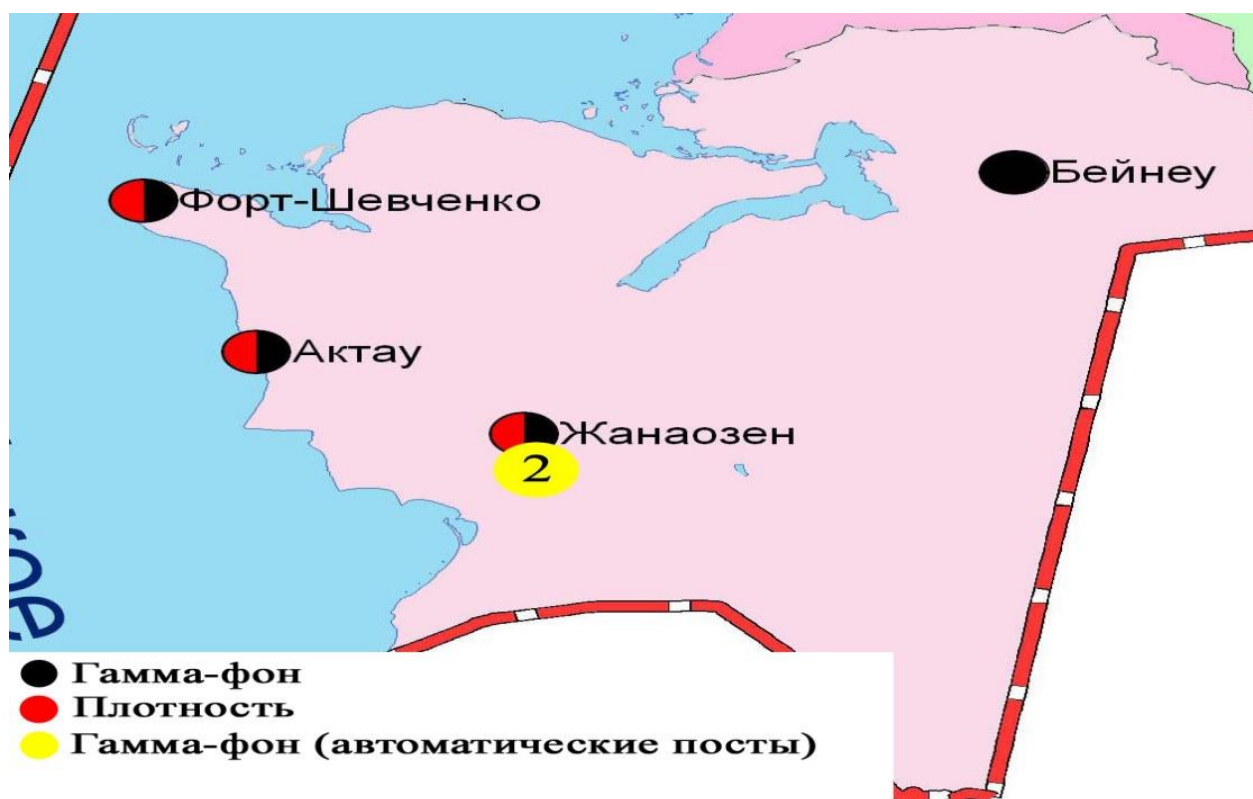 Бейнеу
Форт-Шевченко
Актау
Жанаозен
2
Гамма-фон
Плотность
Гамма-фон (автоматические посты)